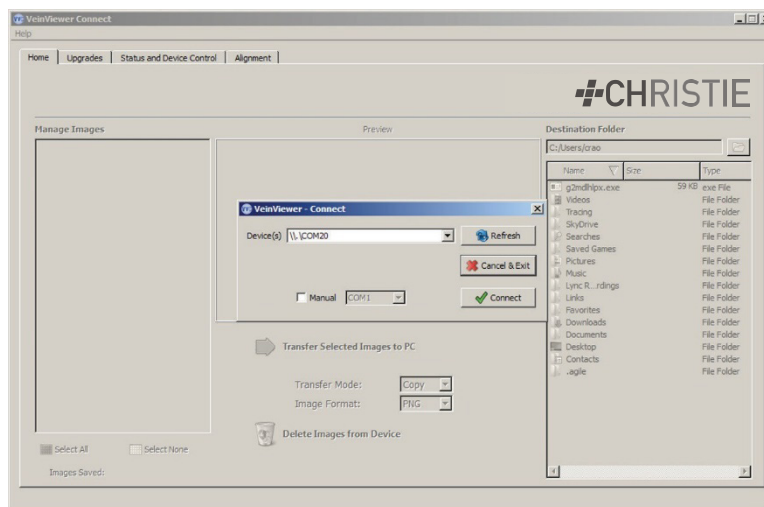 VeinViewer Connect
Help
Home Upgrades Status and Device Control Alignment
CHRISTIE
Manage Images
Preview
Destination Folder
C:/Users/crao
Name Size Type
g2mdhlpx.exe 59 KB exe File
Videos File Folder
Tracing File Folder
SkyDrive File Folder
Searches File Folder
Saved Games File Folder
Pictures File Folder
Music File Folder
Lync R...rdings File Folder
Links File Folder
Favorites File Folder
Downloads File Folder
Documents File Folder
Desktop File Folder
Contacts File Folder
.agile File Folder
VeinViewer - Connect
Device(s) \\.\COM20 Refresh
Cancel & Exit
Manual COM1 Connect
Transfer Selected Images to PC
Transfer Mode: Copy
Image Format: PNG
Delete Images from Device
Select All Select None
Images Saved: